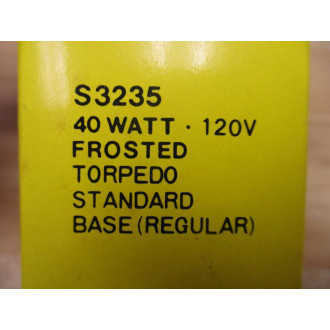 S3235
40 WATT · 120V
FROSTED
TORPEDO
STANDARD
BASE (REGULAR)